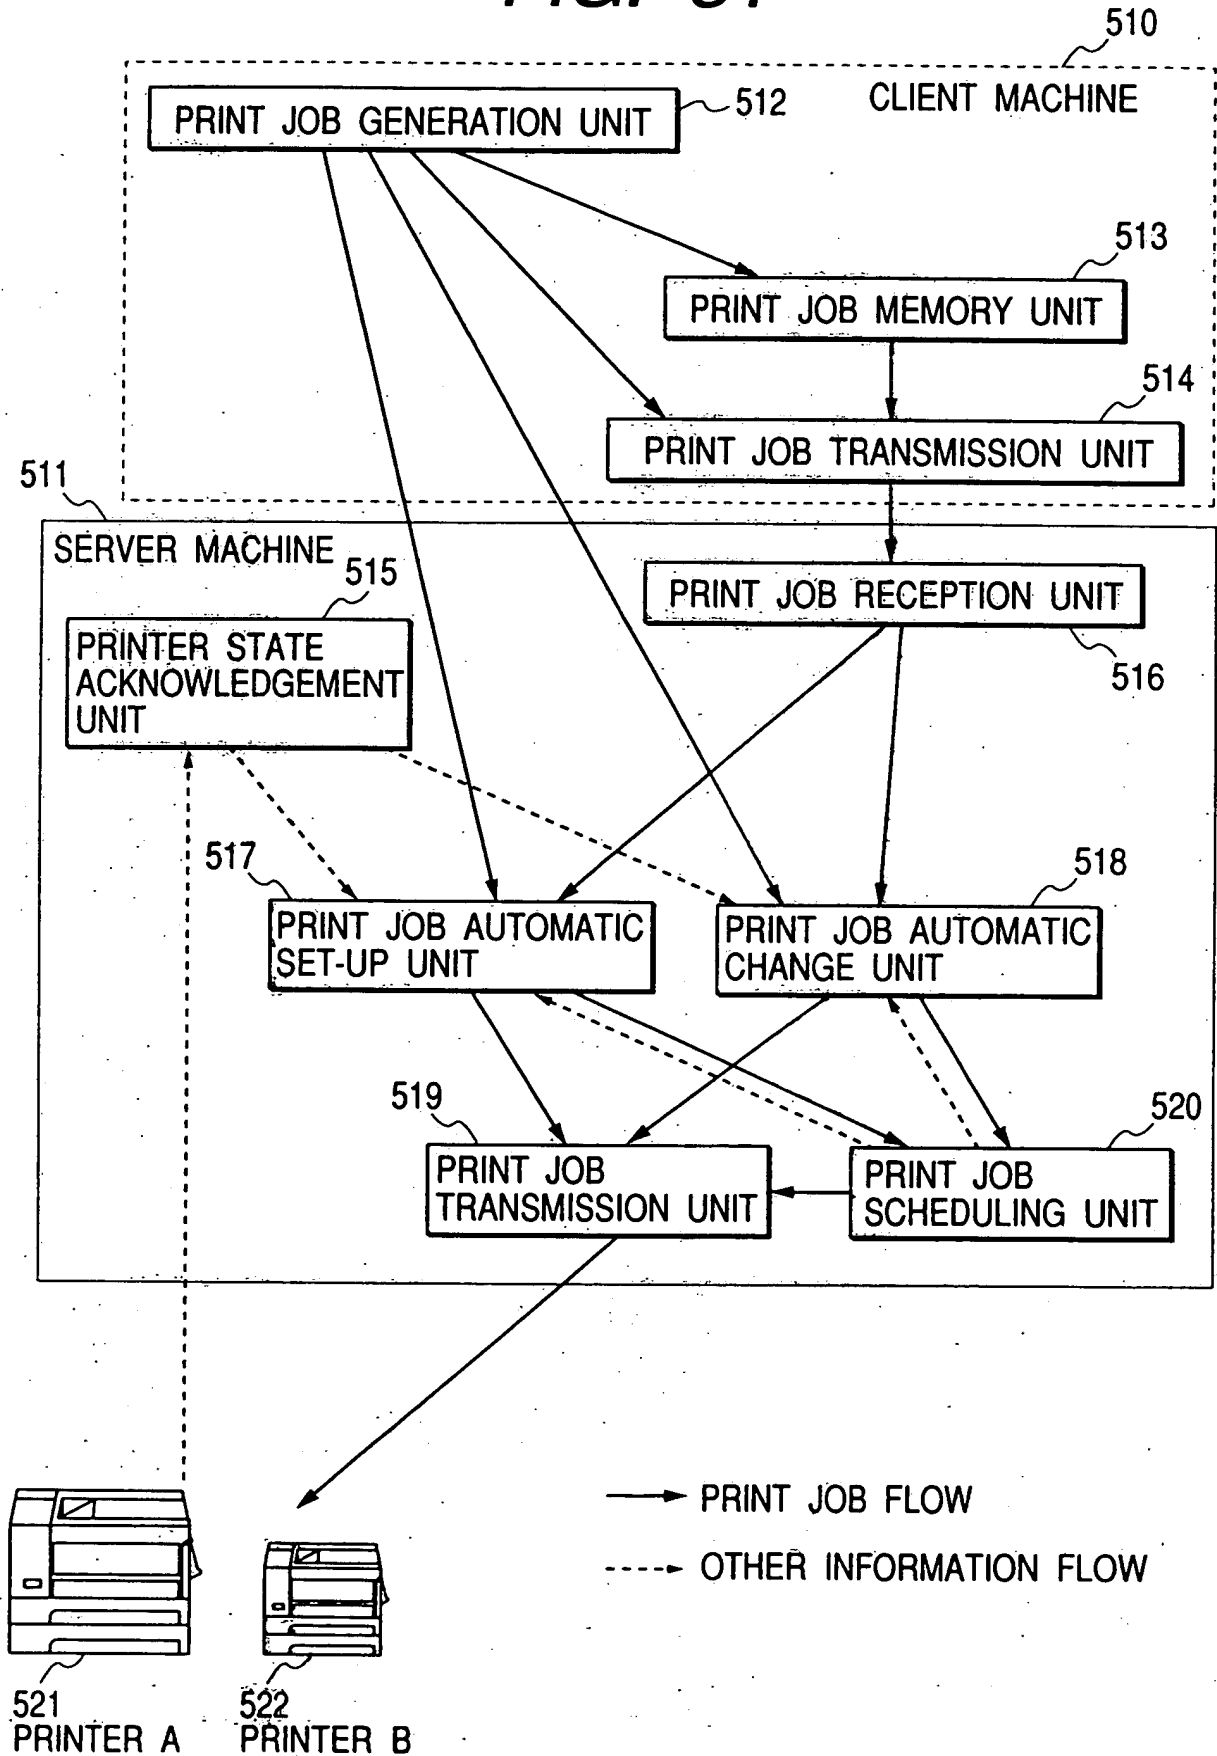 510
CLIENT MACHINE
PRINT JOB GENERATION UNIT
512
513
PRINT JOB MEMORY UNIT
514
PRINT JOB TRANSMISSION UNIT
511
SERVER MACHINE
515
PRINT JOB RECEPTION UNIT
516
PRINTER STATE
ACKNOWLEDGEMENT
UNIT
517
518
PRINT JOB AUTOMATIC
SET-UP UNIT
PRINT JOB AUTOMATIC
CHANGE UNIT
519
520
PRINT JOB
TRANSMISSION UNIT
PRINT JOB
SCHEDULING UNIT
PRINT JOB FLOW
OTHER INFORMATION FLOW
521
PRINTER A
522
PRINTER B